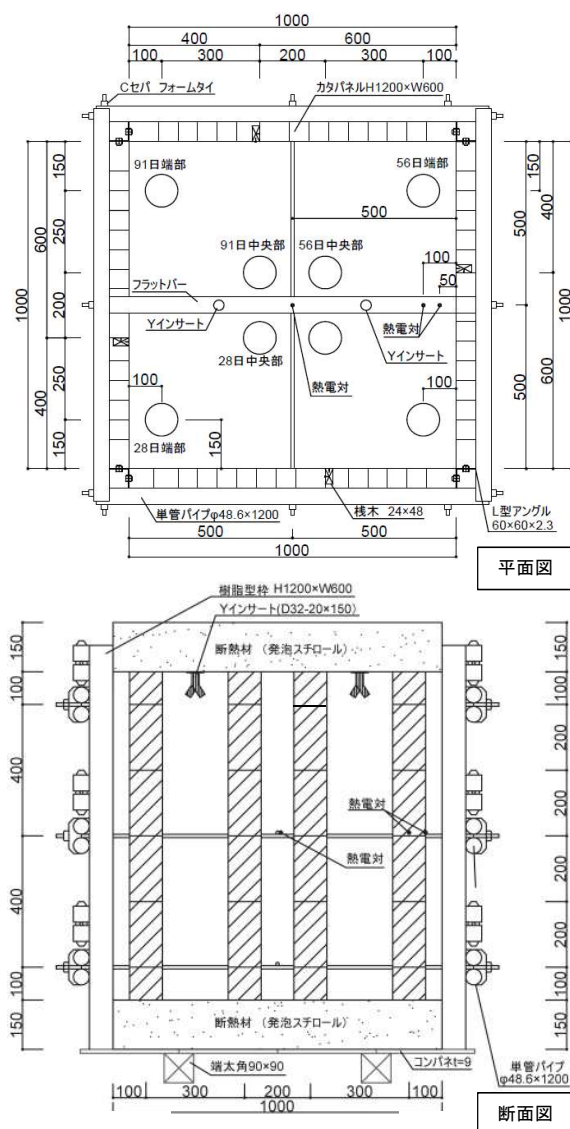 1000
400 600
100 300 200 300 100
Cセパ フォームタイ
カタパネルH1200×W600
91日端部
56日端部
500
91日中央部
56日中央部
フラットバー
Yインサート
Yインサート
熱電対
熱電対
28日中央部
28日端部
100
50
100
100
150
150
250
200
250
150
600
400
1000
150
500
500
400
600
1000
単管パイプφ48.6×1200
桟木 24×48
L型アングル
60×60×2.3
500 500
1000
平面図
樹脂型枠 H1200×W600
Yインサート(D32-20×150)
断熱材 (発泡スチロール)
150
100
400
400
100
150
150
100
200
200
200
200
100
150
熱電対
熱電対
断熱材 (発泡スチロール)
端太角90×90
コンパネt=9
単管パイプ
φ48.6×1200
100 300 200 300 100
1000
断面図